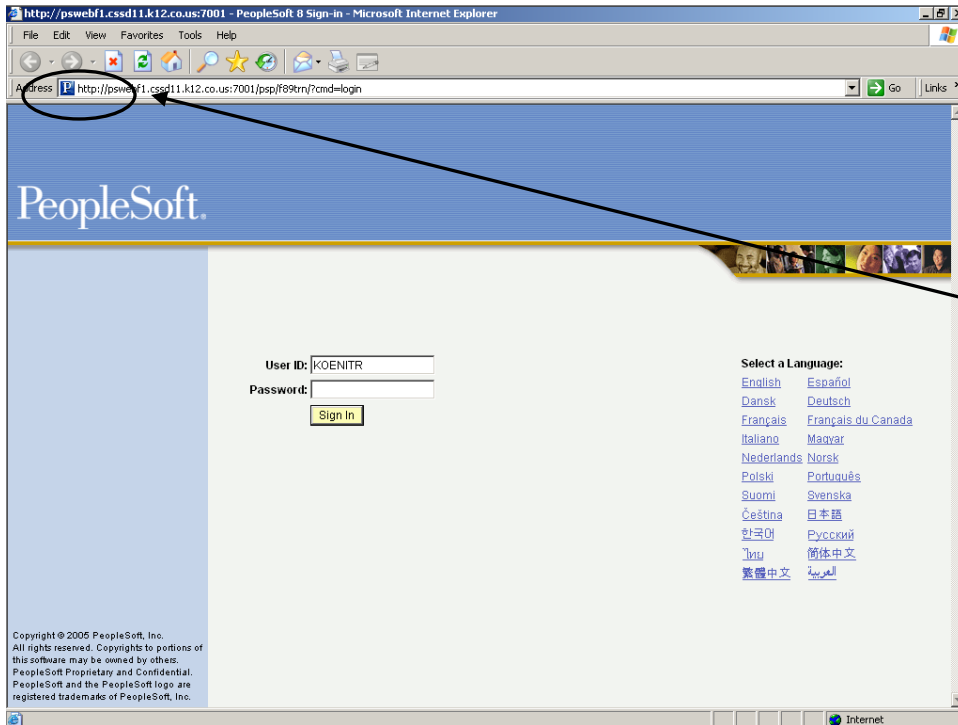 http://pswebf1.cssd11.k12.co.us:7001 - PeopleSoft 8 Sign-in - Microsoft Internet Explorer
File Edit View Favorites Tools Help
Address http://pswebf1.cssd11.k12.co.us:7001/psp/f89trn/?cmd=login Go Links
PeopleSoft.
User ID: KOENITR
Password:
Sign In
Select a Language:
English Español
Dansk Deutsch
Français Français du Canada
Italiano Magyar
Nederlands Norsk
Polski Português
Suomi Svenska
Čeština 日本語
한국어 Русский
ไทย 简体中文
繁體中文 العربية
Copyright © 2005 PeopleSoft, Inc.
All rights reserved. Copyrights to portions of
this software may be owned by others.
PeopleSoft Proprietary and Confidential.
PeopleSoft and the PeopleSoft logo are
registered trademarks of PeopleSoft, Inc.
Internet